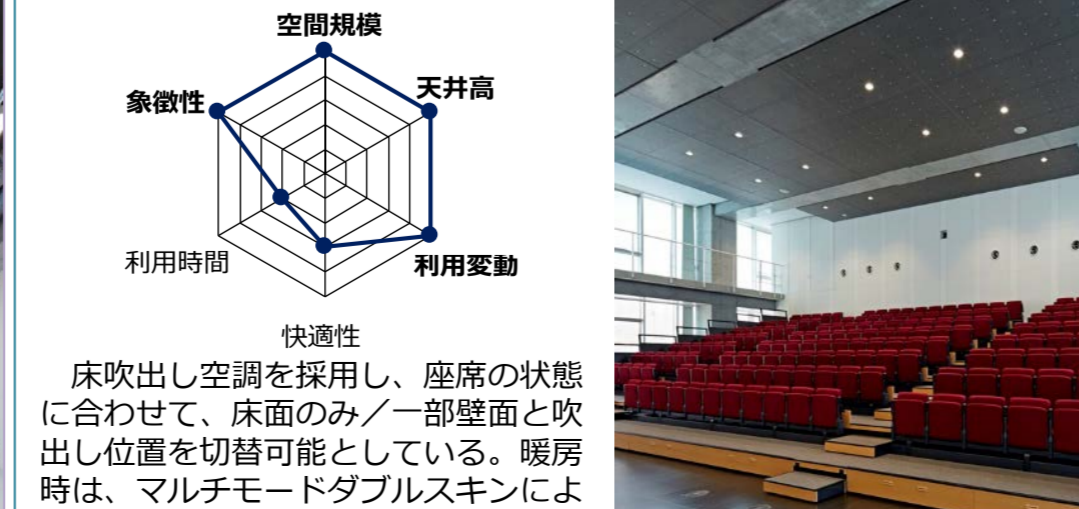 空間規模
象徴性
天井高
利用時間
利用変動
快適性
床吹出し空調を採用し、座席の状態
に合わせて、床面のみ／一部壁面と吹
出し位置を切替可能としている。暖房
時は、マルチモードダブルスキンによ